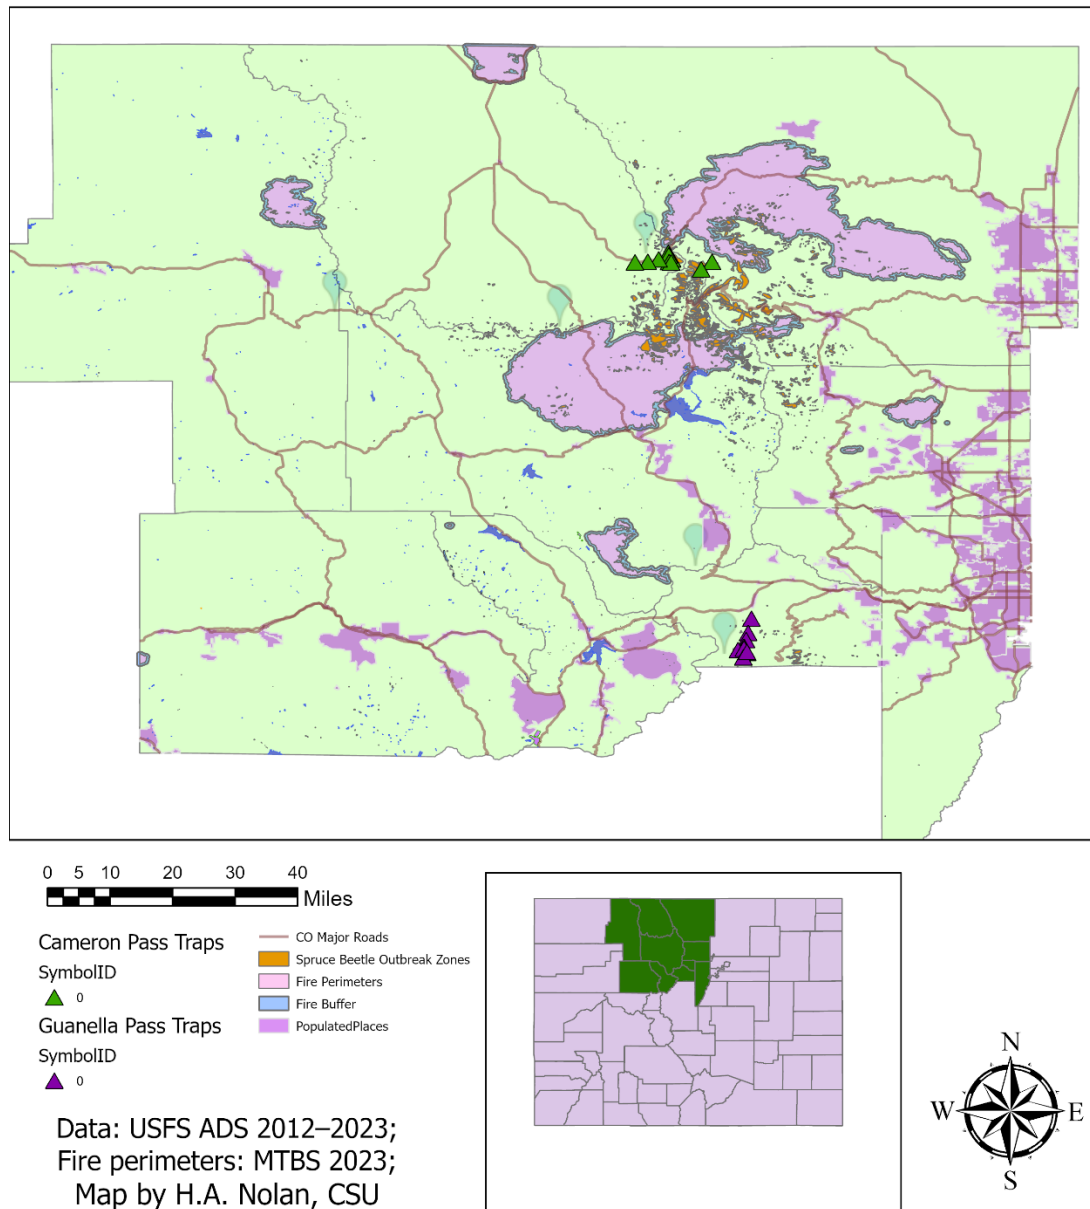 0 5 10 20 30 40
Miles
Cameron Pass Traps
SymbolID
0
Guanella Pass Traps
SymbolID
0
CO Major Roads
Spruce Beetle Outbreak Zones
Fire Perimeters
Fire Buffer
PopulatedPlaces
Data: USFS ADS 2012–2023;
Fire perimeters: MTBS 2023;
Map by H.A. Nolan, CSU
N
W E
S